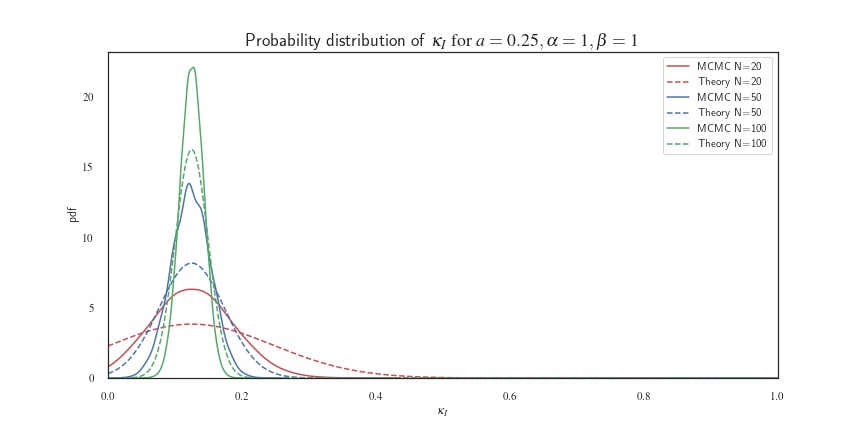 Probability distribution of κ_I for a = 0.25, α = 1, β = 1
MCMC N=20
Theory N=20
MCMC N=50
Theory N=50
MCMC N=100
Theory N=100
pdf
20
15
10
5
0
0.0 0.2 0.4 0.6 0.8 1.0
κ_I